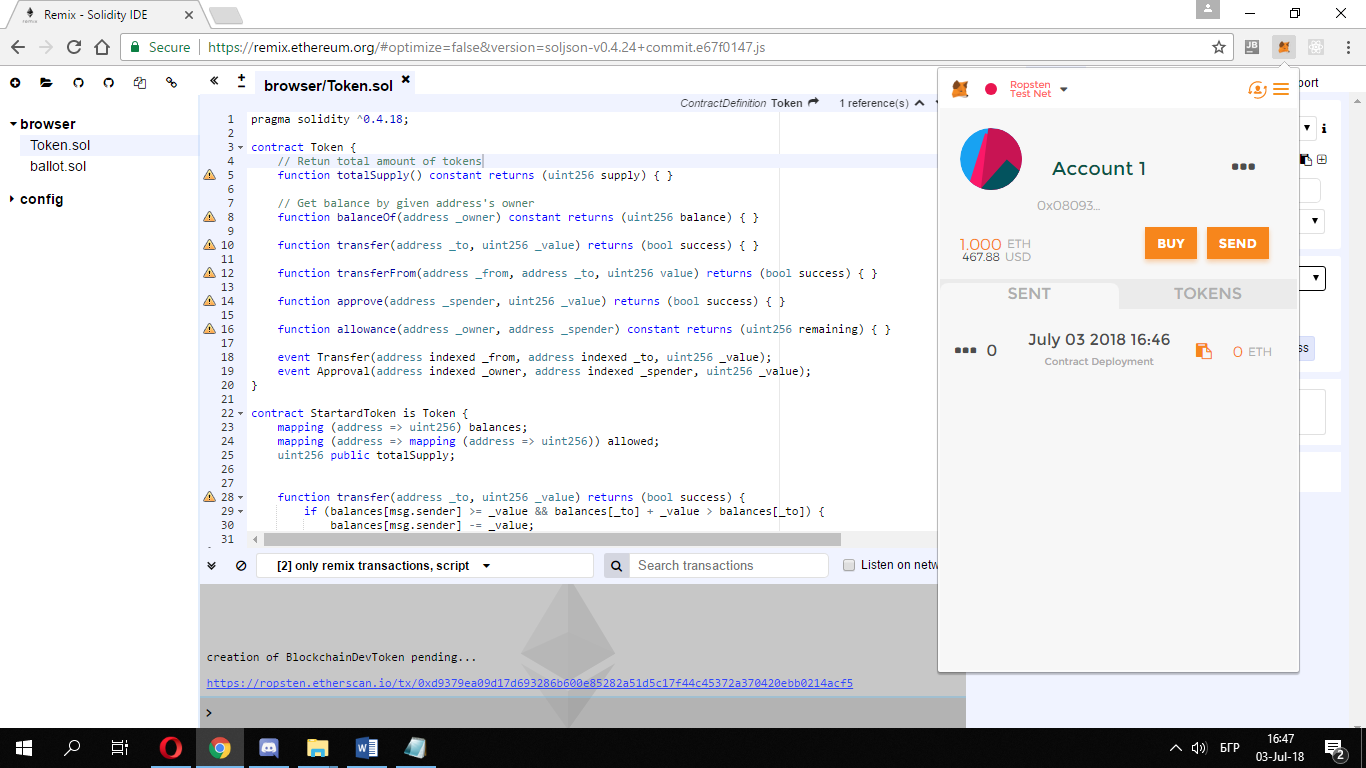 Remix - Solidity IDE
Secure
https://remix.ethereum.org/#optimize=false&version=soljson-v0.4.24+commit.e67f0147.js
JB
browser/Token.sol
browser
Token.sol
ballot.sol
config
ContractDefinition Token
1 reference(s)
1 pragma solidity ^0.4.18;
2
3 contract Token {
4 // Retun total amount of tokens
5 function totalSupply() constant returns (uint256 supply) { }
6
7 // Get balance by given address's owner
8 function balanceOf(address _owner) constant returns (uint256 balance) { }
9
10 function transfer(address _to, uint256 _value) returns (bool success) { }
11
12 function transferFrom(address _from, address _to, uint256 value) returns (bool success) { }
13
14 function approve(address _spender, uint256 _value) returns (bool success) { }
15
16 function allowance(address _owner, address _spender) constant returns (uint256 remaining) { }
17
18 event Transfer(address indexed _from, address indexed _to, uint256 _value);
19 event Approval(address indexed _owner, address indexed _spender, uint256 _value);
20 }
21
22 contract StartardToken is Token {
23 mapping (address => uint256) balances;
24 mapping (address => mapping (address => uint256)) allowed;
25 uint256 public totalSupply;
26
27
28 function transfer(address _to, uint256 _value) returns (bool success) {
29 if (balances[msg.sender] >= _value && balances[_to] + _value > balances[_to]) {
30 balances[msg.sender] -= _value;
31
[2] only remix transactions, script
Search transactions
Listen on netw
creation of BlockchainDevToken pending...
https://ropsten.etherscan.io/tx/0xd9379ea09d17d693286b600e85282a51d5c17f44c45372a370420ebb0214acf5
>
Ropsten
Test Net
Account 1
0x08093...
1.000 ETH
467.88 USD
BUY
SEND
SENT
TOKENS
0
July 03 2018 16:46
Contract Deployment
0 ETH
port
ss
БГР
16:47
03-Jul-18
2